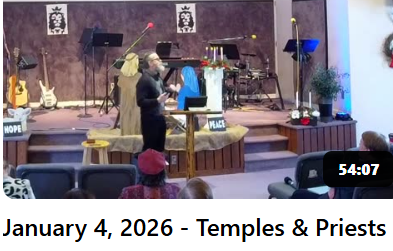 HOPE
PEACE
54:07
January 4, 2026 - Temples & Priests